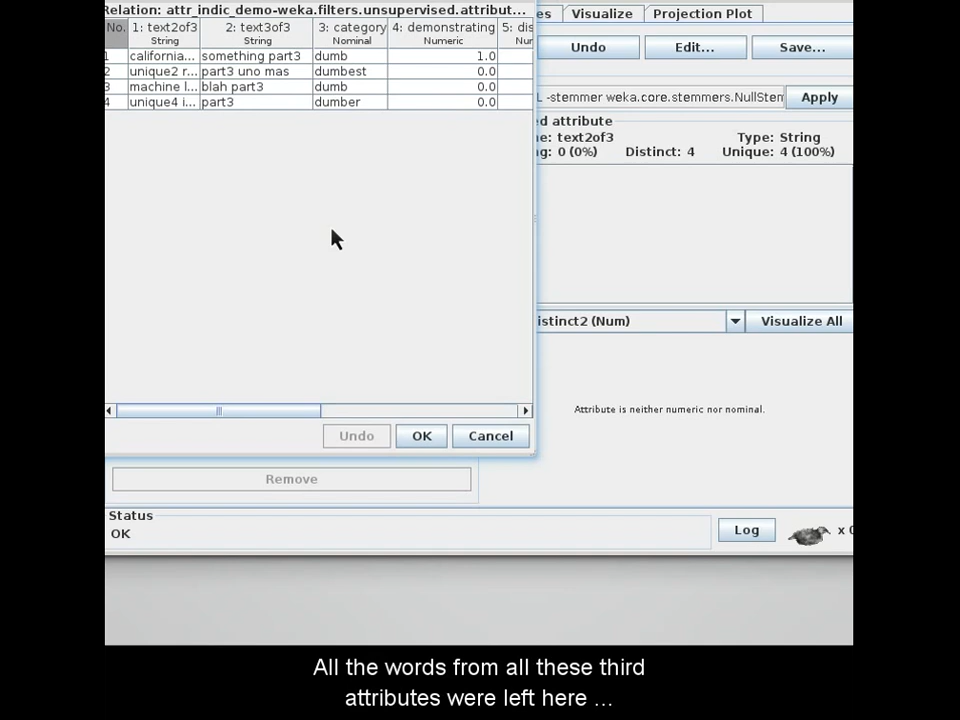 Relation: attr_indic_demo-weka.filters.unsupervised.attribut...
es Visualize Projection Plot
Undo Edit... Save...
L -stemmer weka.core.stemmers.NullStem Apply
ed attribute
ne: text2of3 Type: String
ng: 0 (0%) Distinct: 4 Unique: 4 (100%)
No. 1: text2of3 2: text3of3 3: category 4: demonstrating 5: dis
String String Nominal Numeric Nur
1 california... something part3 dumb 1.0
2 unique2 r... part3 uno mas dumbest 0.0
3 machine l... blah part3 dumb 0.0
4 unique4 i... part3 dumber 0.0
istinct2 (Num) Visualize All
Attribute is neither numeric nor nominal.
Undo OK Cancel
Remove
Status
OK
Log x 0
All the words from all these third
attributes were left here ...